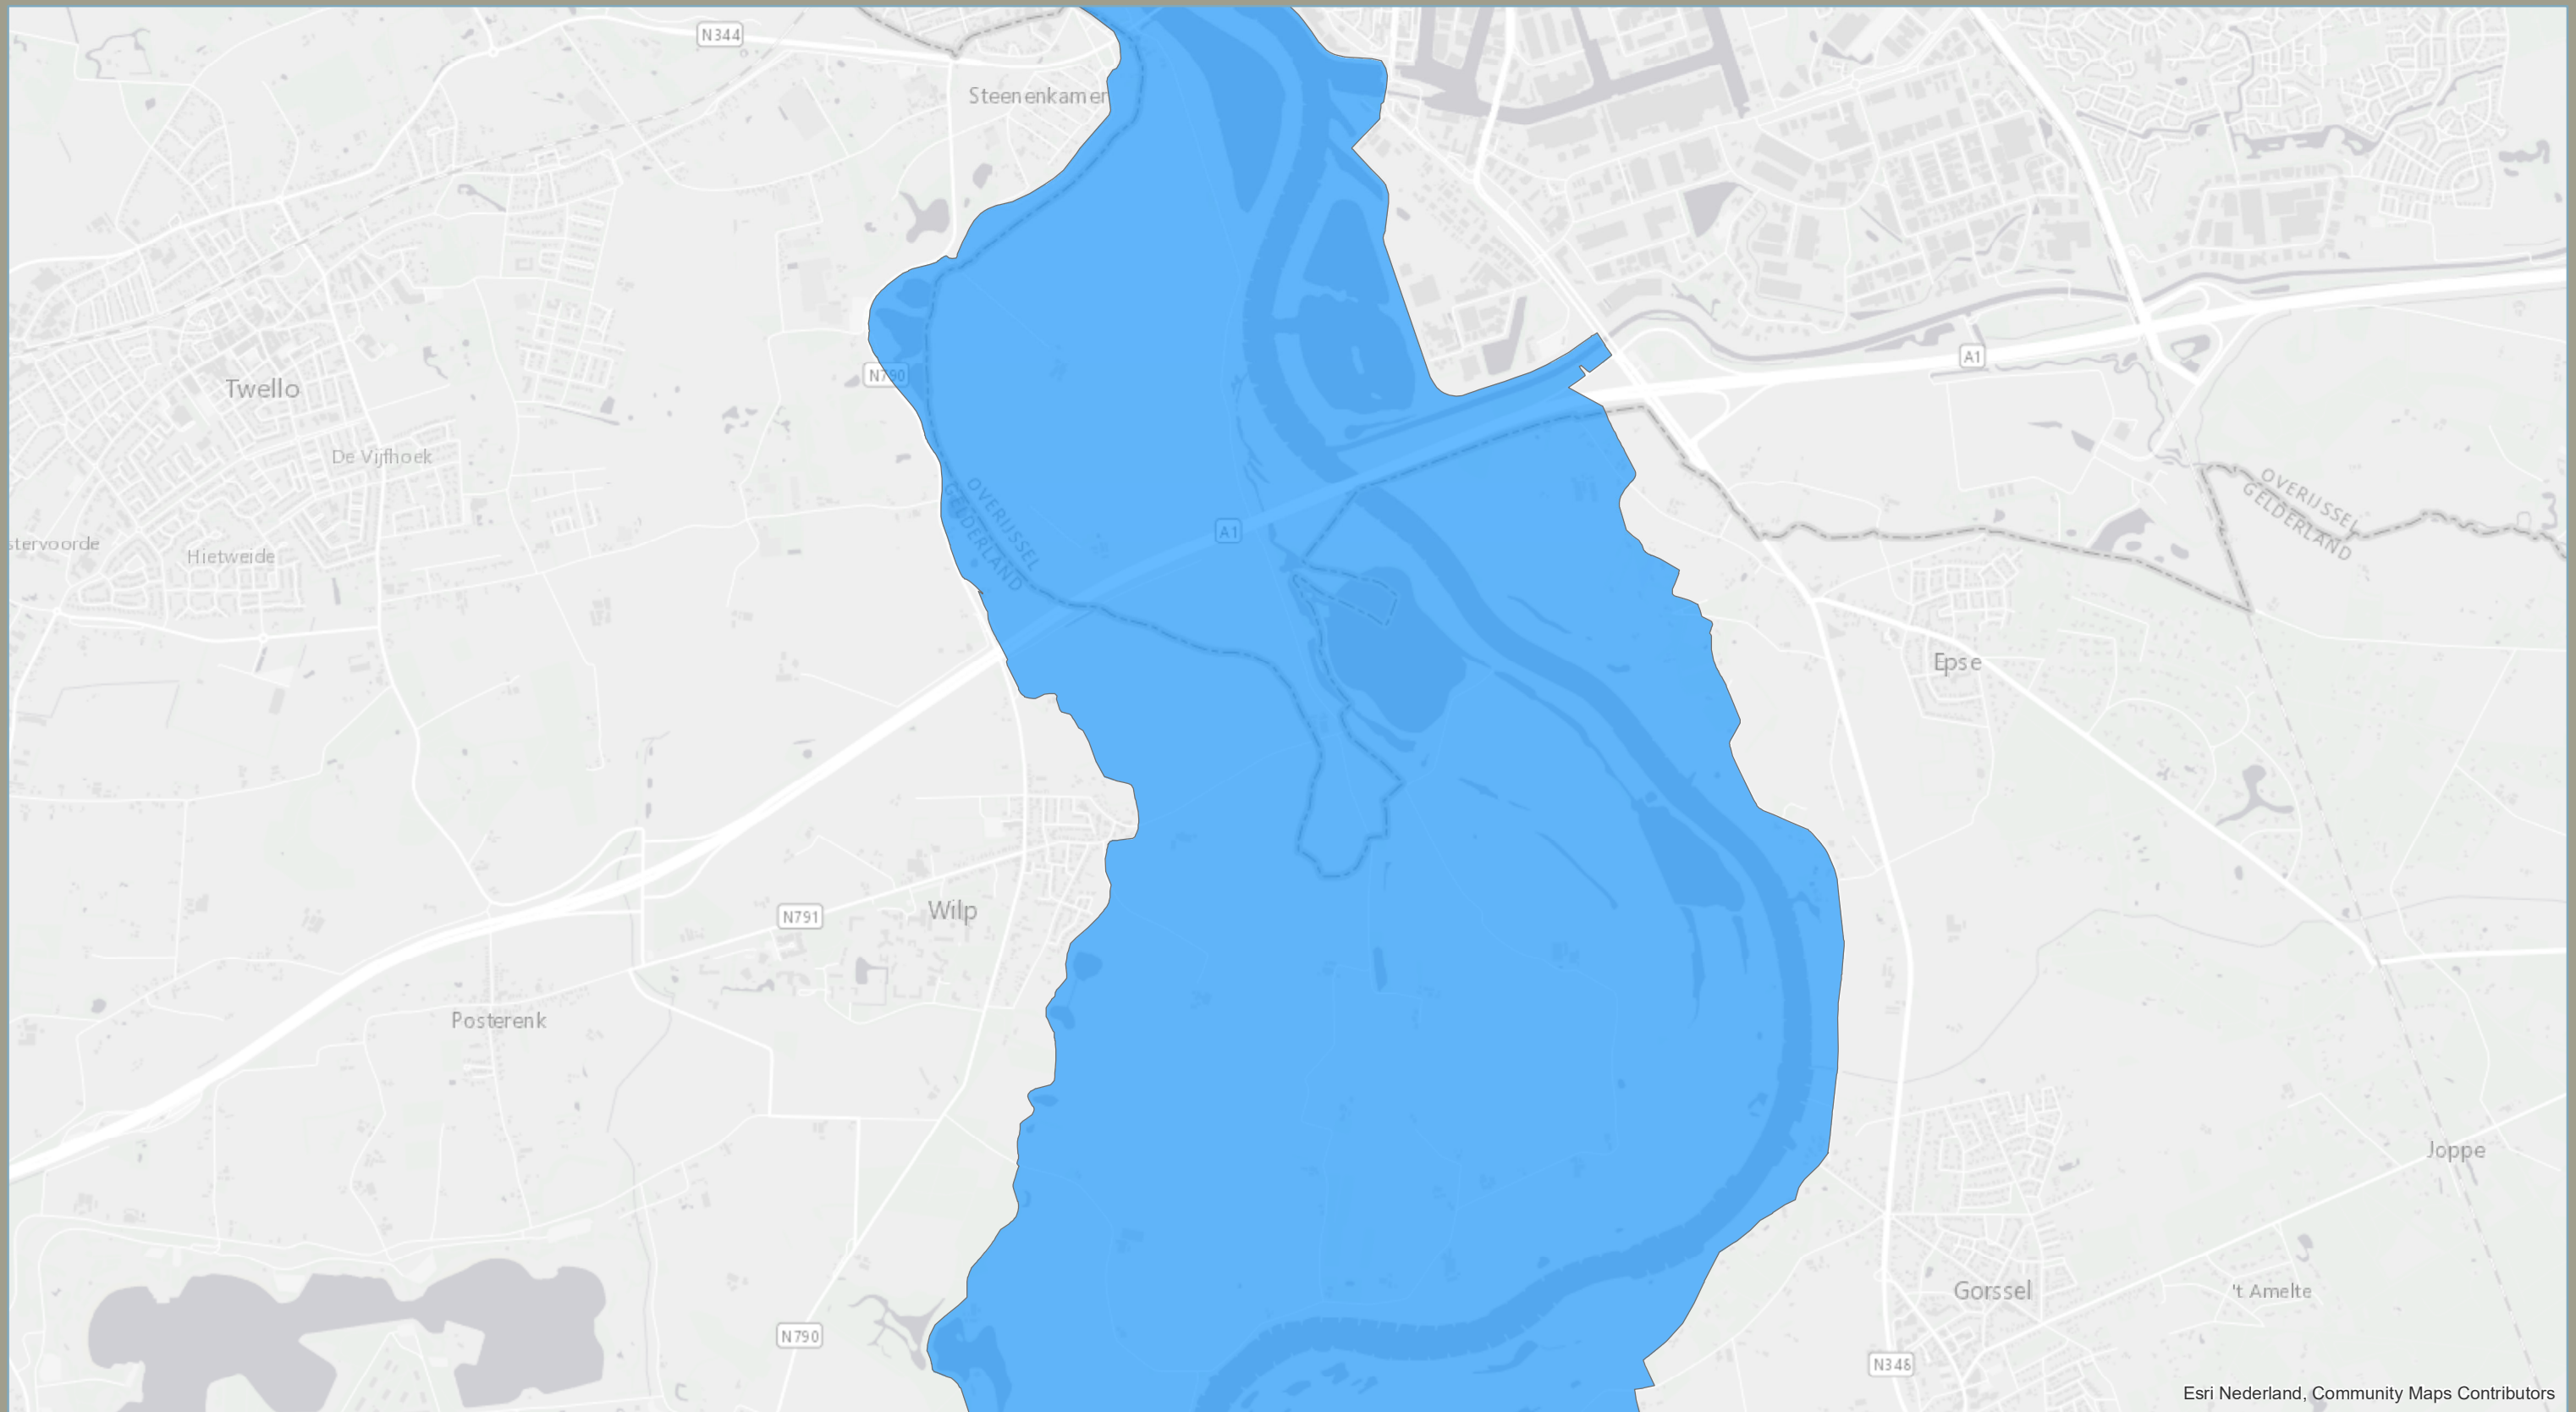 N344
Steenenkamer
A1
N790
Twello
De Vijfhoek
OVERIJSSEL
GELDERLAND
OVERIJSSEL
GELDERLAND
A1
stervoorde
Hietweide
Epse
N791
Wilp
Posterenk
Joppe
Gorssel
't Amelte
N790
N348
Esri Nederland, Community Maps Contributors